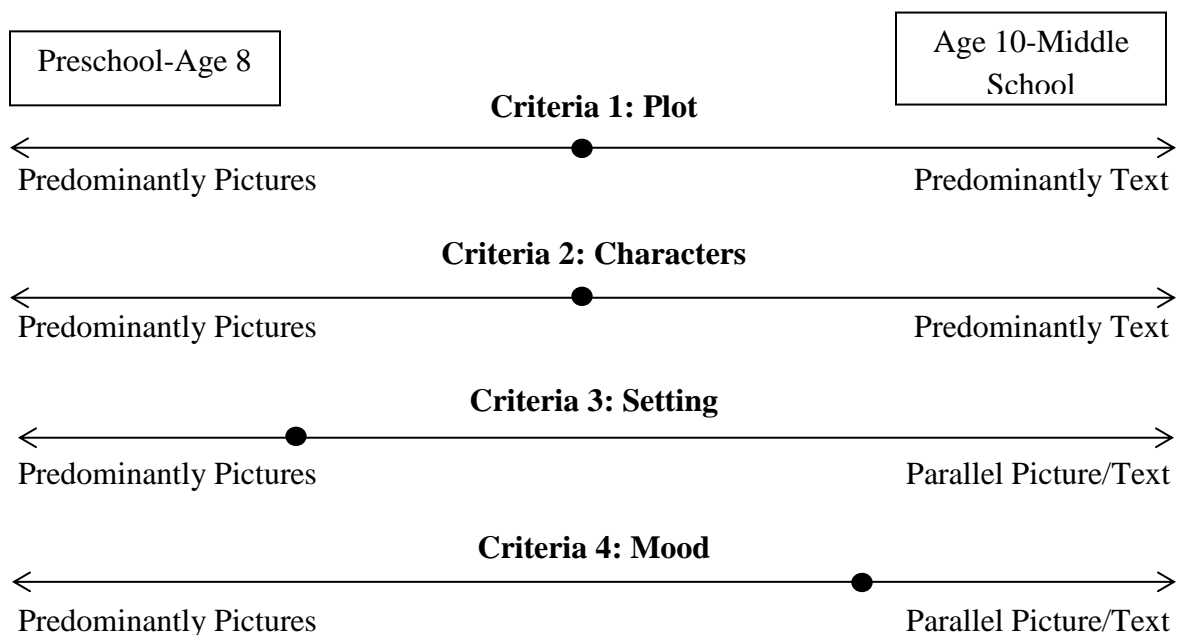 Preschool-Age 8
Age 10-Middle
School
Criteria 1: Plot
Predominantly Pictures
Predominantly Text
Criteria 2: Characters
Predominantly Pictures
Predominantly Text
Criteria 3: Setting
Predominantly Pictures
Parallel Picture/Text
Criteria 4: Mood
Predominantly Pictures
Parallel Picture/Text